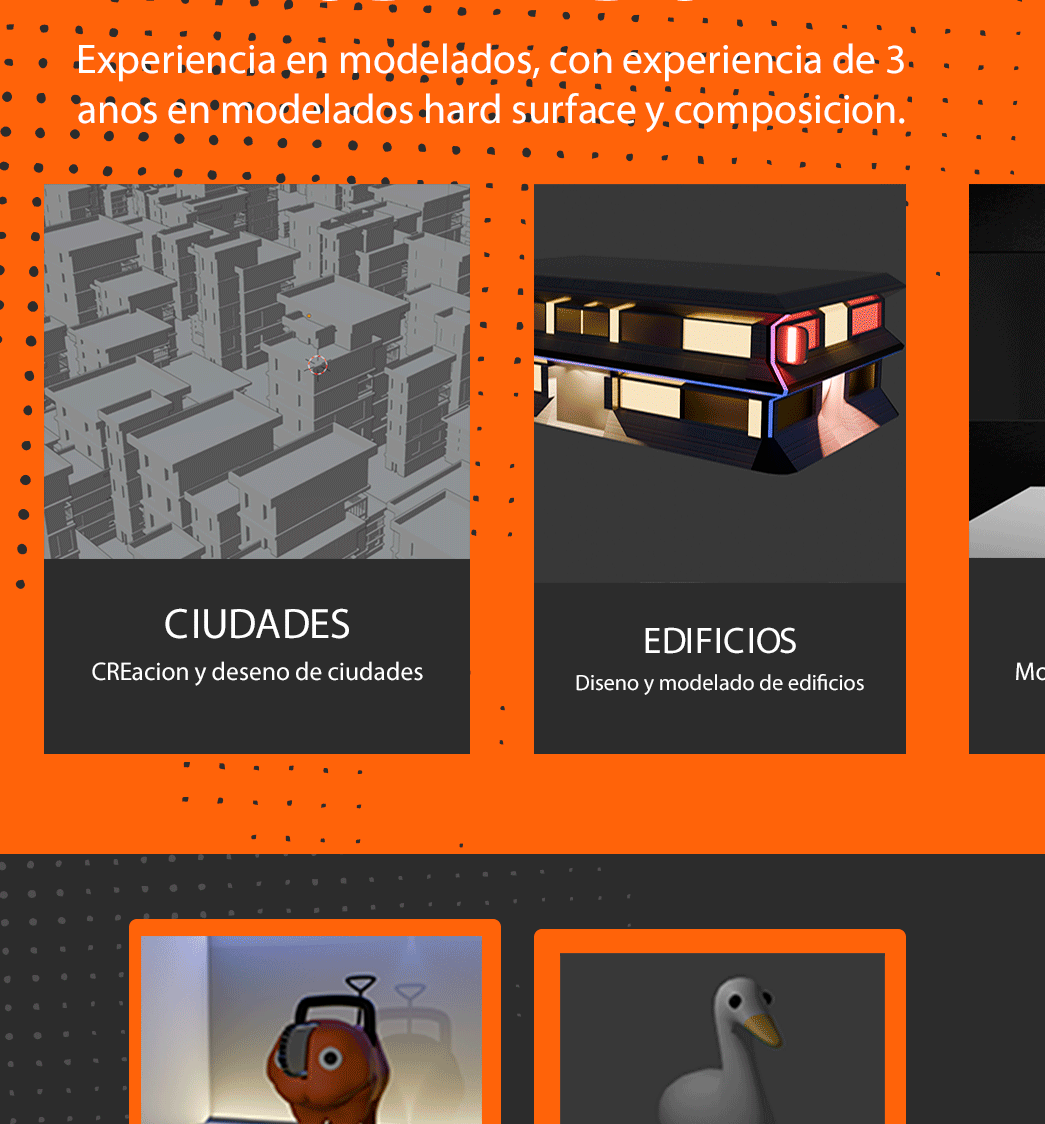 Experiencia en modelados, con experiencia de 3
anos en modelados hard surface y composicion.
CIUDADES
CREacion y deseno de ciudades
EDIFICIOS
Diseno y modelado de edificios